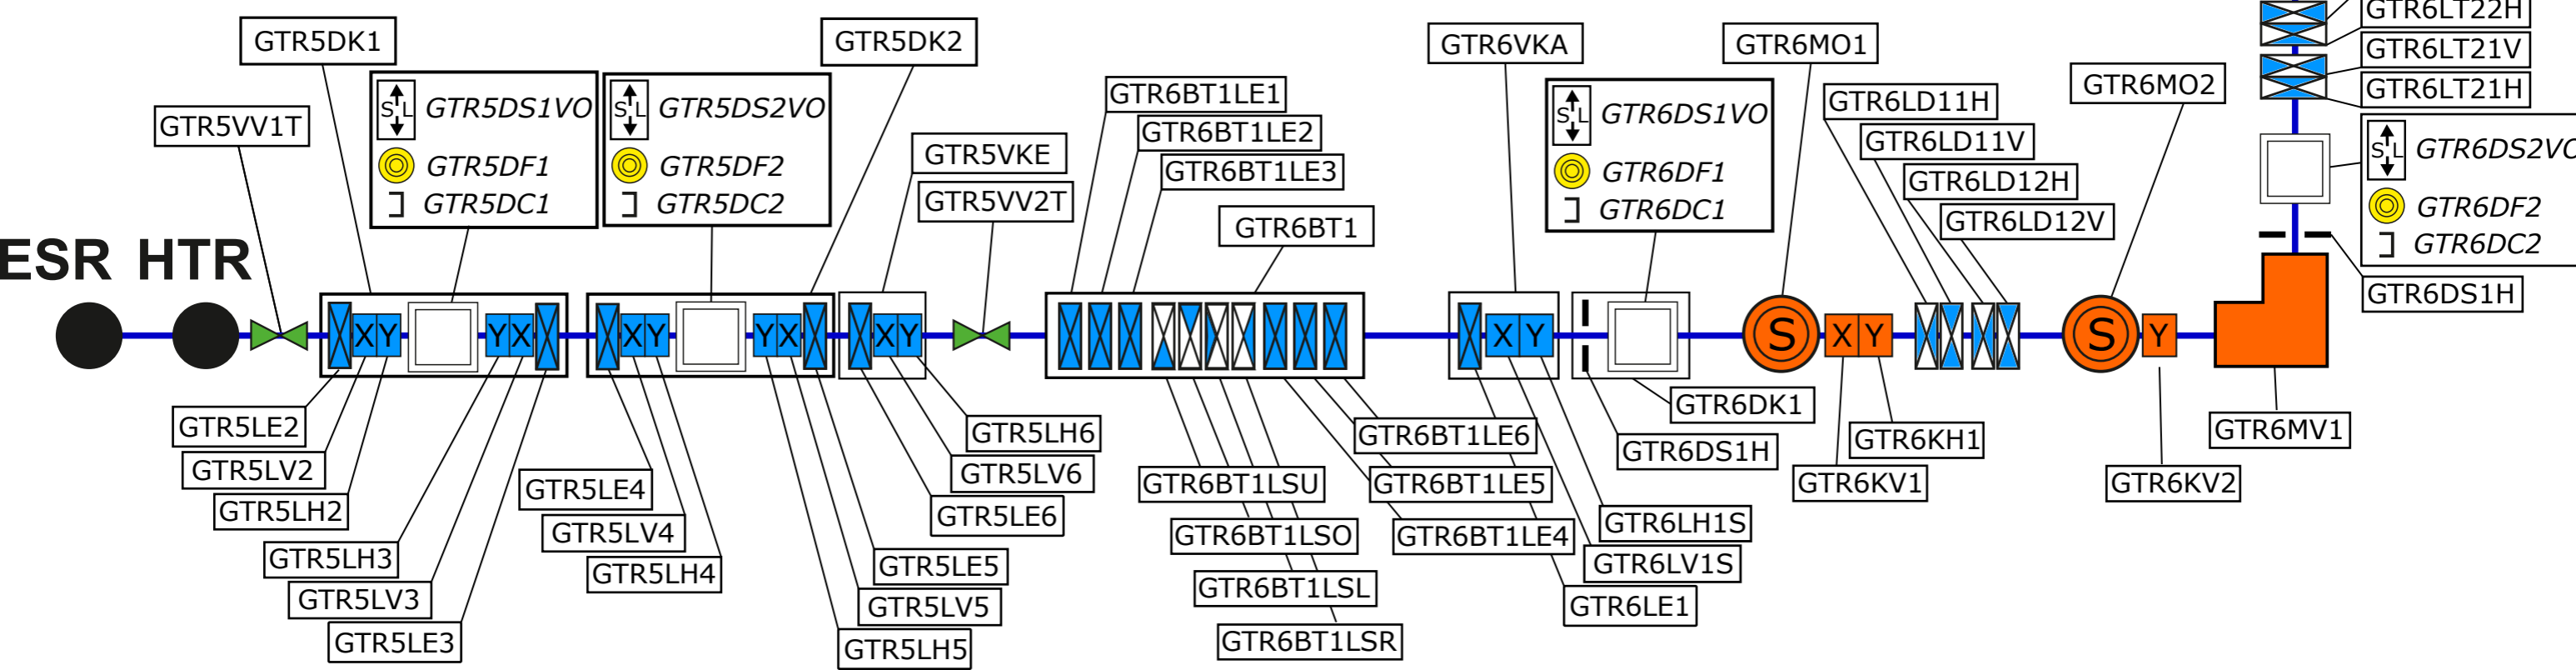 GTR5DK1
GTR5DK2
GTR6VKA
GTR6MO1
GTR6LT22H
GTR6LT21V
GTR6LT21H
GTR6MO2
GTR5VV1T
S L GTR5DS1VO
GTR5DF1
GTR5DC1
S L GTR5DS2VO
GTR5DF2
GTR5DC2
GTR6BT1LE1
GTR6BT1LE2
GTR6BT1LE3
GTR5VKE
GTR5VV2T
GTR6BT1
S L GTR6DS1VO
GTR6DF1
GTR6DC1
GTR6LD11H
GTR6LD11V
GTR6LD12H
GTR6LD12V
S L GTR6DS2VO
GTR6DF2
GTR6DC2
GTR6DS1H
ESR HTR
X Y Y X X Y Y X X Y X Y S X Y S Y
GTR5LE2
GTR5LV2
GTR5LH2
GTR5LH3
GTR5LV3
GTR5LE3
GTR5LE4
GTR5LV4
GTR5LH4
GTR5LE5
GTR5LV5
GTR5LH5
GTR5LH6
GTR5LV6
GTR5LE6
GTR6BT1LSU
GTR6BT1LSO
GTR6BT1LSL
GTR6BT1LSR
GTR6BT1LE6
GTR6BT1LE5
GTR6BT1LE4
GTR6LH1S
GTR6LV1S
GTR6LE1
GTR6DK1
GTR6DS1H
GTR6KH1
GTR6KV1
GTR6KV2
GTR6MV1